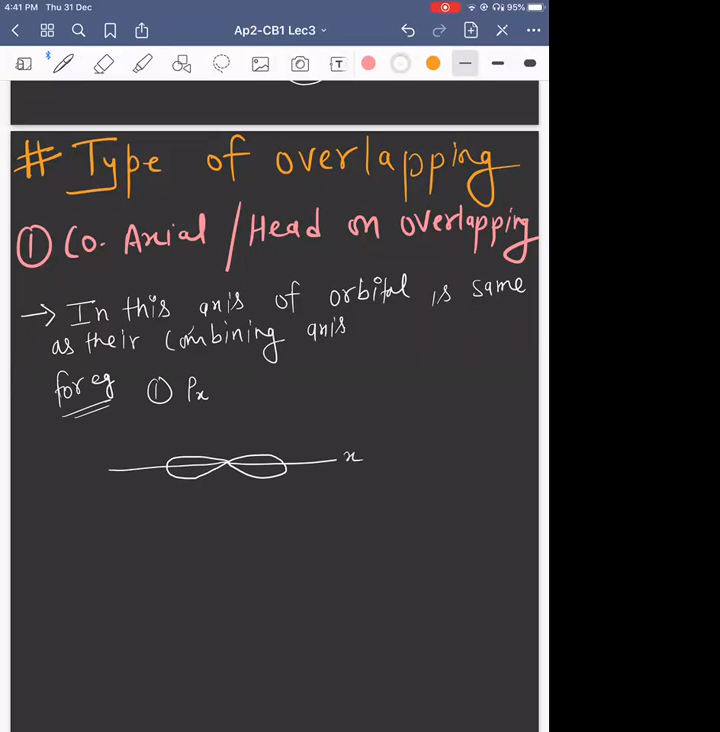 4:41 PM Thu 31 Dec 95%
Ap2-CB1 Lec3
T
# Type of overlapping
① Co-Axial / Head on overlapping
→ In this axis of orbital is same
as their combining axis
for eg ① Px
x